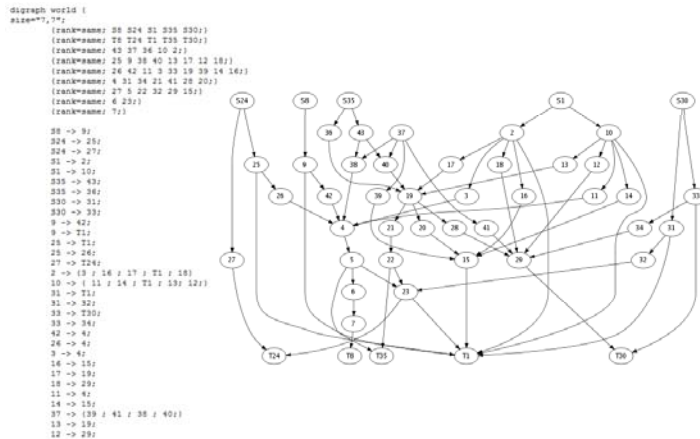 digraph world {
size="7,7";
{rank=same; S8 S24 S1 S35 S30;}
{rank=same; T8 T24 T1 T35 T30;}
{rank=same; 43 37 36 10 2;}
{rank=same; 25 9 38 40 13 17 12 18;}
{rank=same; 26 42 11 3 33 19 39 14 16;}
{rank=same; 4 31 34 21 41 28 20;}
{rank=same; 27 5 22 32 29 15;}
{rank=same; 6 23;}
{rank=same; 7;}
S8 -> 9;
S24 -> 25;
S24 -> 27;
S1 -> 2;
S1 -> 10;
S35 -> 43;
S35 -> 36;
S30 -> 31;
S30 -> 33;
9 -> 42;
9 -> T1;
25 -> T1;
25 -> 26;
27 -> T24;
2 -> {3 ; 16 ; 17 ; T1 ; 18}
10 -> { 11 ; 14 ; T1 ; 13; 12;}
31 -> T1;
31 -> 32;
33 -> T30;
33 -> 34;
42 -> 4;
26 -> 4;
3 -> 4;
16 -> 15;
17 -> 19;
18 -> 29;
11 -> 4;
14 -> 15;
37 -> {39 ; 41 ; 38 ; 40;}
13 -> 19;
12 -> 29;
S24 S8 S35 S1 S30
36 43 37 2 10
25 9 38 40 17 18 13 12
26 42 39 19 3 16 11 14 33
4 21 20 28 41 34 31
27 5 22 15 29 32
6 23
7
T24 T8 T35 T1 T30